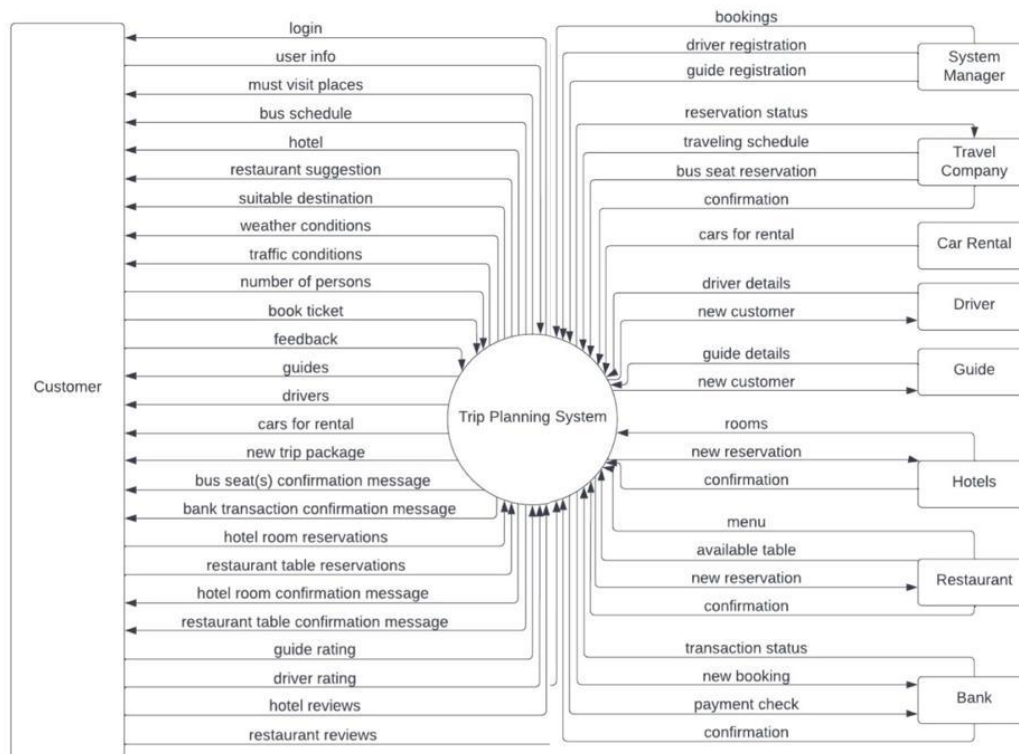 login
user info
must visit places
bus schedule
hotel
restaurant suggestion
suitable destination
weather conditions
traffic conditions
number of persons
book ticket
feedback
guides
drivers
cars for rental
new trip package
bus seat(s) confirmation message
bank transaction confirmation message
hotel room reservations
restaurant table reservations
hotel room confirmation message
restaurant table confirmation message
guide rating
driver rating
hotel reviews
restaurant reviews
Customer
Trip Planning System
bookings
driver registration
guide registration
System
Manager
reservation status
traveling schedule
bus seat reservation
confirmation
Travel
Company
cars for rental
Car Rental
driver details
new customer
Driver
guide details
new customer
Guide
rooms
new reservation
confirmation
Hotels
menu
available table
new reservation
confirmation
Restaurant
transaction status
new booking
payment check
confirmation
Bank